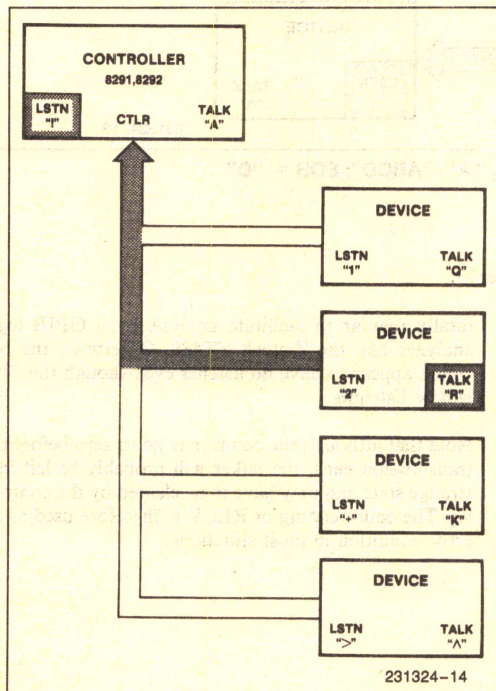 CONTROLLER
8291,8292
LSTN
"!"
CTLR
TALK
"A"
DEVICE
LSTN
"1"
TALK
"Q"
DEVICE
LSTN
"2"
TALK
"R"
DEVICE
LSTN
"+"
TALK
"K"
DEVICE
LSTN
">"
TALK
"^"
231324–14